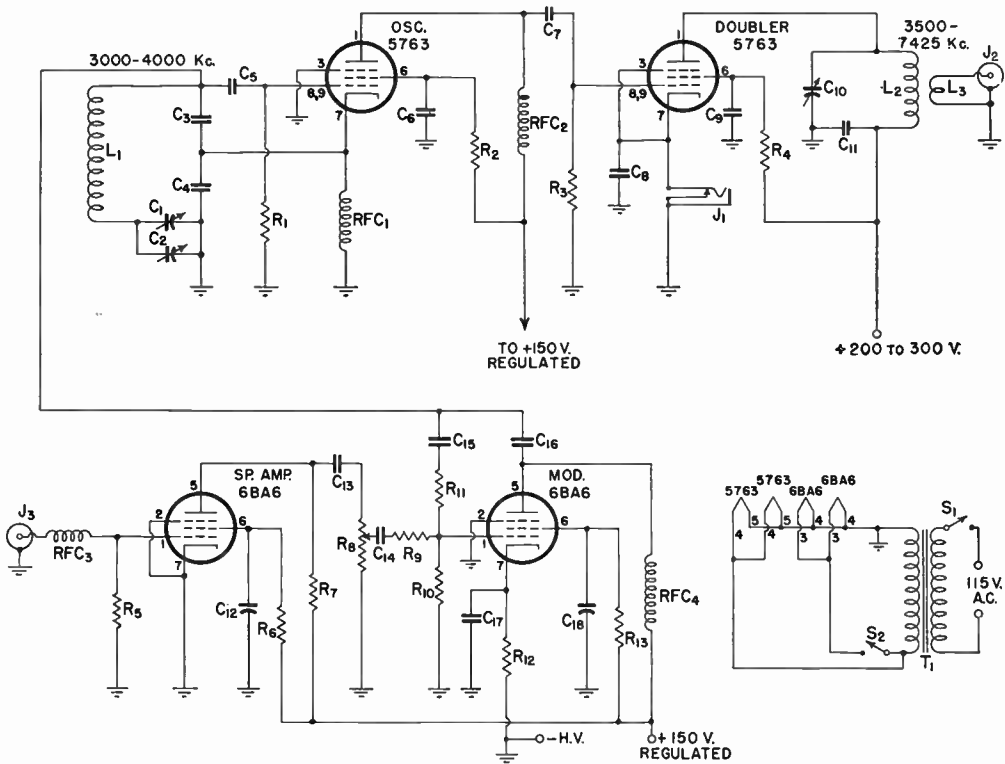 OSC.
5763
3000-4000 Kc.
DOUBLER
5763
3500-
7425 Kc.
1
C7
1
J2
C5
3
6
8,9
7
C3
C6
L1
C4
C1
C2
R1
RFC1
R2
RFC2
R3
3
6
8,9
7
C9
C8
J1
R4
C10
C11
L2
L3
TO +150 V.
REGULATED
+200 TO 300 V.
SP. AMP.
6BA6
MOD.
6BA6
J3
RFC3
5
2
6
1
7
R5
C12
R6
R7
C13
R8
C14
R9
C15
R11
R10
C16
5
2
6
1
7
C17
R12
C18
R13
RFC4
-H.V.
+150 V.
REGULATED
5763 5763 6BA6 6BA6
5 5 4 4
4 4 3 3
S1
S2
T1
115 V.
A.C.